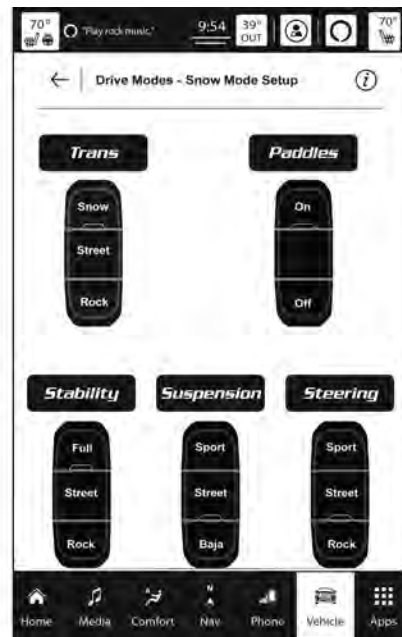 70° "Play rock music." 9:54 39° OUT 70°
Drive Modes - Snow Mode Setup
Trans Paddles
Snow On
Street
Rock Off
Stability Suspension Steering
Full Sport Sport
Street Street Street
Rock Baja Rock
Home Media Comfort N Nav Phone Vehicle Apps